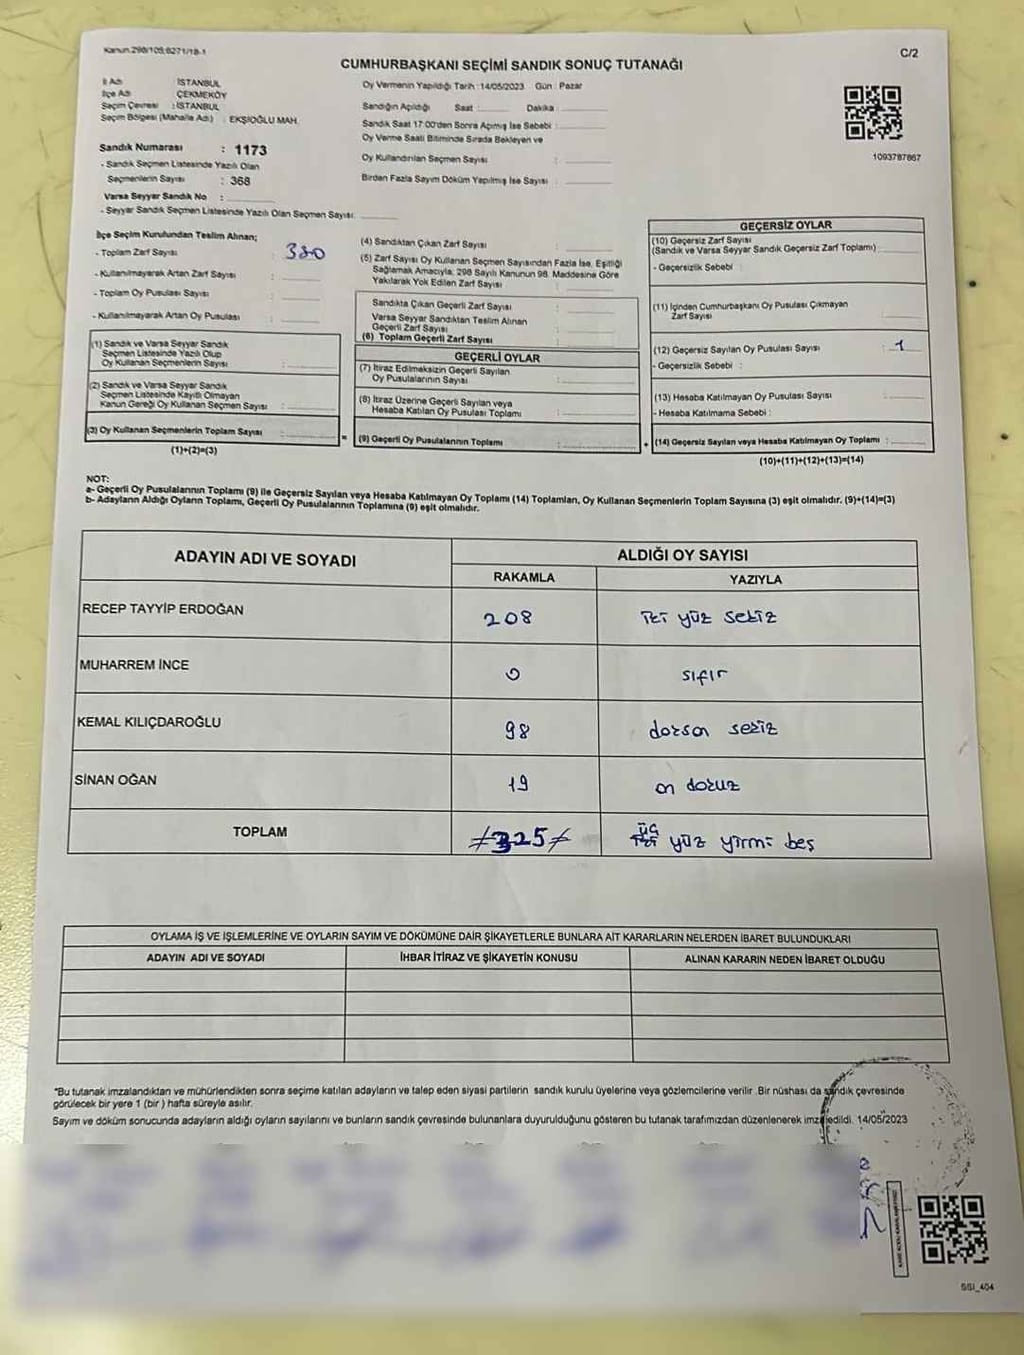 Kanun.298/105;6271/18-1
C/2
CUMHURBAŞKANI SEÇİMİ SANDIK SONUÇ TUTANAĞI
İl Adı : İSTANBUL
İlçe Adı : ÇEKMEKÖY
Seçim Çevresi : İSTANBUL
Seçim Bölgesi (Mahalle Adı) : EKŞİOĞLU MAH.
Sandık Numarası : 1173
- Sandık Seçmen Listesinde Yazılı Olan
Seçmenlerin Sayısı : 368
Varsa Seyyar Sandık No :
- Seyyar Sandık Seçmen Listesinde Yazılı Olan Seçmen Sayısı:
Oy Vermenin Yapıldığı Tarih : 14/05/2023 Gün : Pazar
Sandığın Açıldığı Saat : Dakika :
Sandık Saat 17:00'den Sonra Açılmış İse Sebebi :
Oy Verme Saati Bitiminde Sırada Bekleyen ve
Oy Kullandırılan Seçmen Sayısı :
Birden Fazla Sayım Döküm Yapılmış İse Sayısı :
1093787867
İlçe Seçim Kurulundan Teslim Alınan;
- Toplam Zarf Sayısı : 380
- Kullanılmayarak Artan Zarf Sayısı :
- Toplam Oy Pusulası Sayısı :
- Kullanılmayarak Artan Oy Pusulası :
(1) Sandık ve Varsa Seyyar Sandık
Seçmen Listesinde Yazılı Olup
Oy Kullanan Seçmenlerin Sayısı :
(2) Sandık ve Varsa Seyyar Sandık
Seçmen Listesinde Kayıtlı Olmayan
Kanun Gereği Oy Kullanan Seçmen Sayısı :
(3) Oy Kullanan Seçmenlerin Toplam Sayısı :
(1)+(2)=(3)
(4) Sandıktan Çıkan Zarf Sayısı :
(5) Zarf Sayısı Oy Kullanan Seçmen Sayısından Fazla İse, Eşitliği
Sağlamak Amacıyla; 298 Sayılı Kanunun 98. Maddesine Göre
Yakılarak Yok Edilen Zarf Sayısı :
Sandıkta Çıkan Geçerli Zarf Sayısı :
Varsa Seyyar Sandıktan Teslim Alınan
Geçerli Zarf Sayısı :
(6) Toplam Geçerli Zarf Sayısı :
GEÇERLİ OYLAR
(7) İtiraz Edilmeksizin Geçerli Sayılan
Oy Pusulalarının Sayısı :
(8) İtiraz Üzerine Geçerli Sayılan veya
Hesaba Katılan Oy Pusulası Toplamı :
= (9) Geçerli Oy Pusulalarının Toplamı :
GEÇERSİZ OYLAR
(10) Geçersiz Zarf Sayısı
(Sandık ve Varsa Seyyar Sandık Geçersiz Zarf Toplamı) :
- Geçersizlik Sebebi :
(11) İçinden Cumhurbaşkanı Oy Pusulası Çıkmayan
Zarf Sayısı :
(12) Geçersiz Sayılan Oy Pusulası Sayısı : 1
- Geçersizlik Sebebi :
(13) Hesaba Katılmayan Oy Pusulası Sayısı :
- Hesaba Katılmama Sebebi :
+ (14) Geçersiz Sayılan veya Hesaba Katılmayan Oy Toplamı :
(10)+(11)+(12)+(13)=(14)
NOT:
a- Geçerli Oy Pusulalarının Toplamı (9) ile Geçersiz Sayılan veya Hesaba Katılmayan Oy Toplamı (14) Toplamları, Oy Kullanan Seçmenlerin Toplam Sayısına (3) eşit olmalıdır. (9)+(14)=(3)
b- Adayların Aldığı Oyların Toplamı, Geçerli Oy Pusulalarının Toplamına (9) eşit olmalıdır.
ADAYIN ADI VE SOYADI
ALDIĞI OY SAYISI
RAKAMLA YAZIYLA
RECEP TAYYİP ERDOĞAN 208 iki yüz sekiz
MUHARREM İNCE 0 sıfır
KEMAL KILIÇDAROĞLU 98 doksan sekiz
SİNAN OĞAN 19 on dokuz
TOPLAM ≠325≠ üç yüz yirmi beş
OYLAMA İŞ VE İŞLEMLERİNE VE OYLARIN SAYIM VE DÖKÜMÜNE DAİR ŞİKAYETLERLE BUNLARA AİT KARARLARIN NELERDEN İBARET BULUNDUKLARI
ADAYIN ADI VE SOYADI İHBAR İTİRAZ VE ŞİKAYETİN KONUSU ALINAN KARARIN NEDEN İBARET OLDUĞU
*Bu tutanak imzalandıktan ve mühürlendikten sonra seçime katılan adayların ve talep eden siyasi partilerin sandık kurulu üyelerine veya gözlemcilerine verilir. Bir nüshası da sandık çevresinde
görülecek bir yere 1 (bir ) hafta süreyle asılır.
Sayım ve döküm sonucunda adayların aldığı oyların sayılarını ve bunların sandık çevresinde bulunanlara duyurulduğunu gösteren bu tutanak tarafımızdan düzenlenerek imza edildi. 14/05/2023
SSİ_404